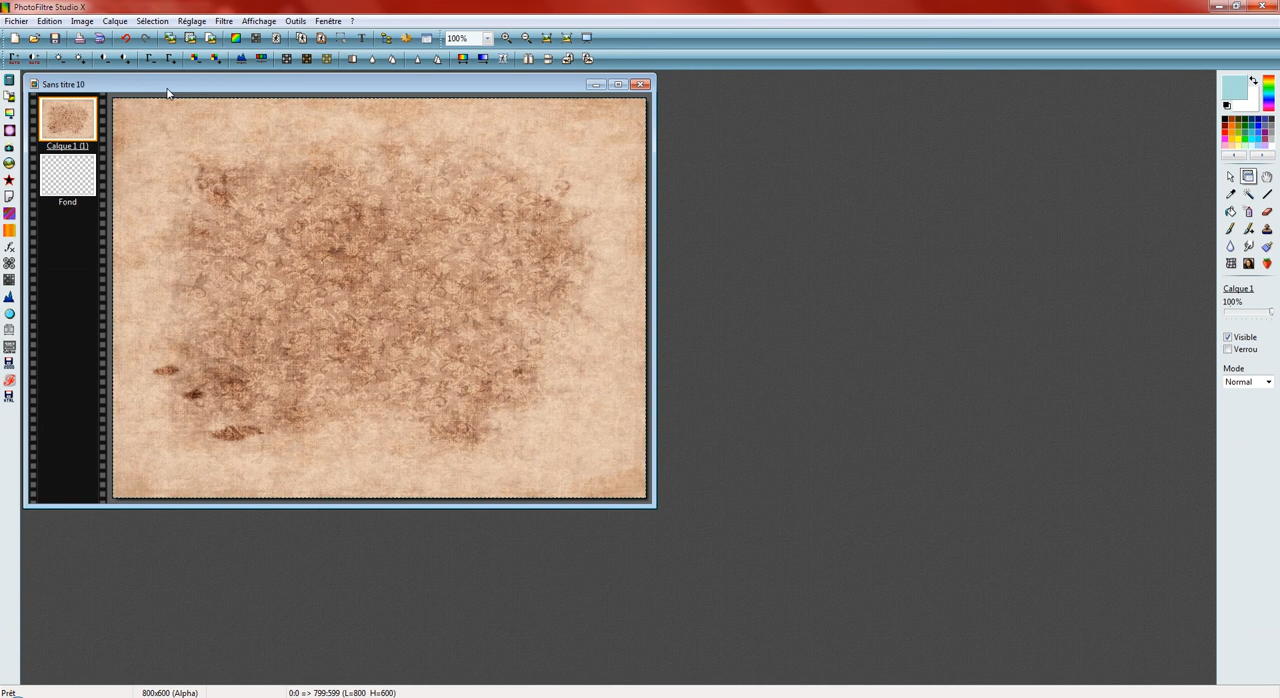 PhotoFiltre Studio X
Fichier Edition Image Calque Sélection Réglage Filtre Affichage Outils Fenêtre ?
100%
Sans titre 10
Calque 1 (1)
Fond
Calque 1
100%
Visible
Verrou
Mode
Normal
Prêt 800x600 (Alpha) 0:0 => 799:599 (L=800 H=600)